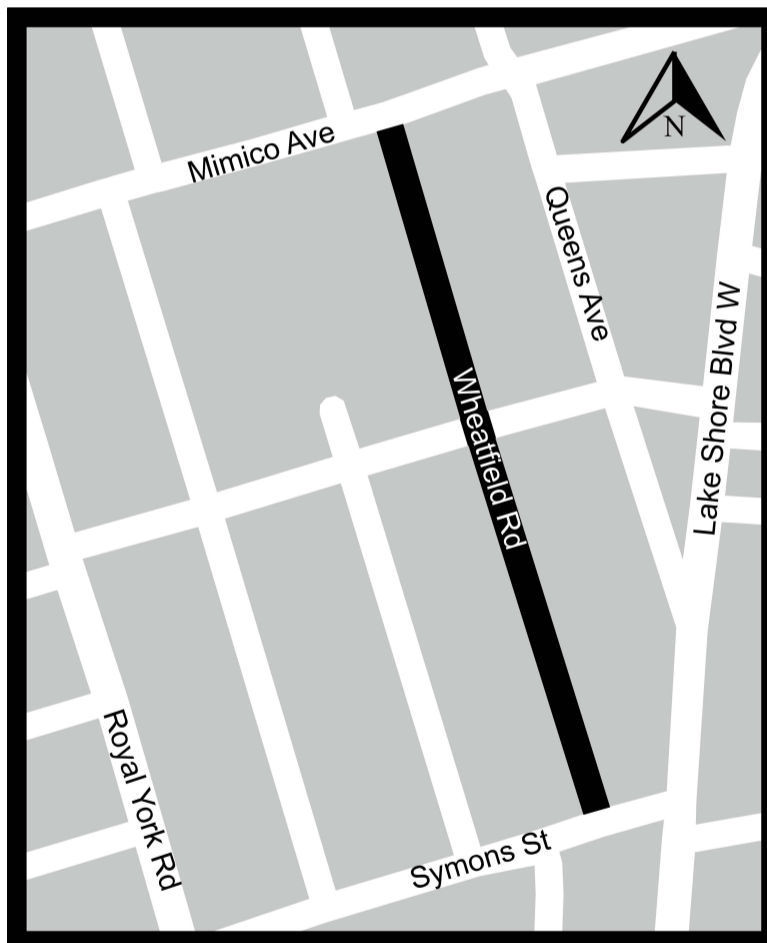 N
Mimico Ave
Queens Ave
Lake Shore Blvd W
Wheatfield Rd
Royal York Rd
Symons St